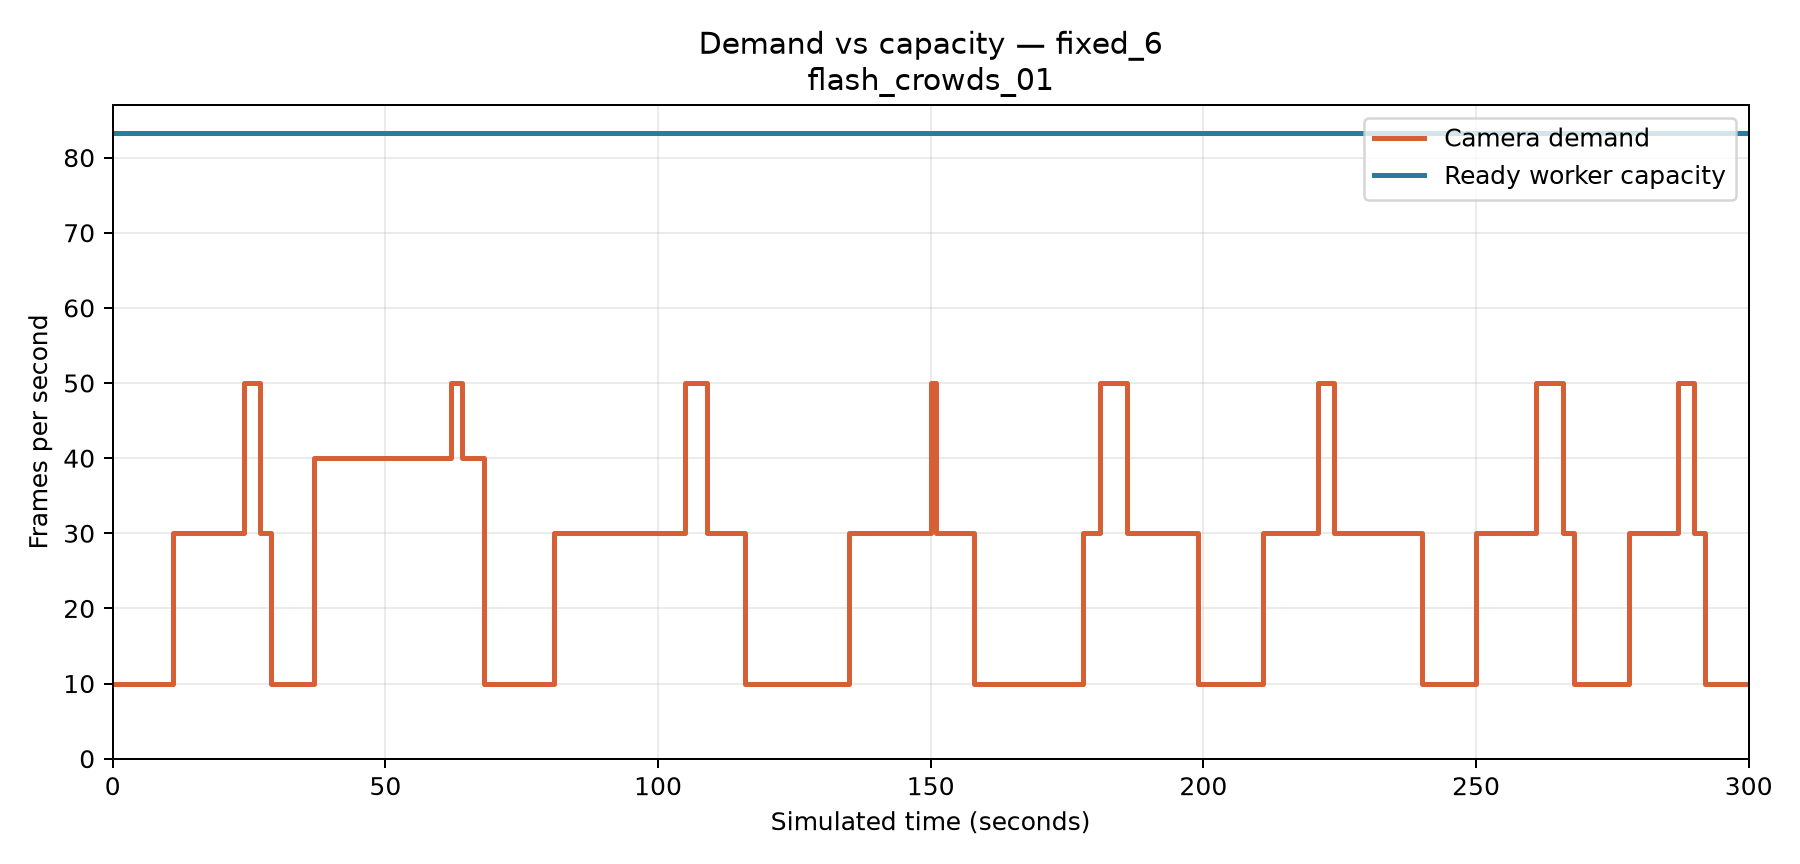 Demand vs capacity — fixed_6
flash_crowds_01
Camera demand
Ready worker capacity
Frames per second
80
70
60
50
40
30
20
10
0
0 50 100 150 200 250 300
Simulated time (seconds)